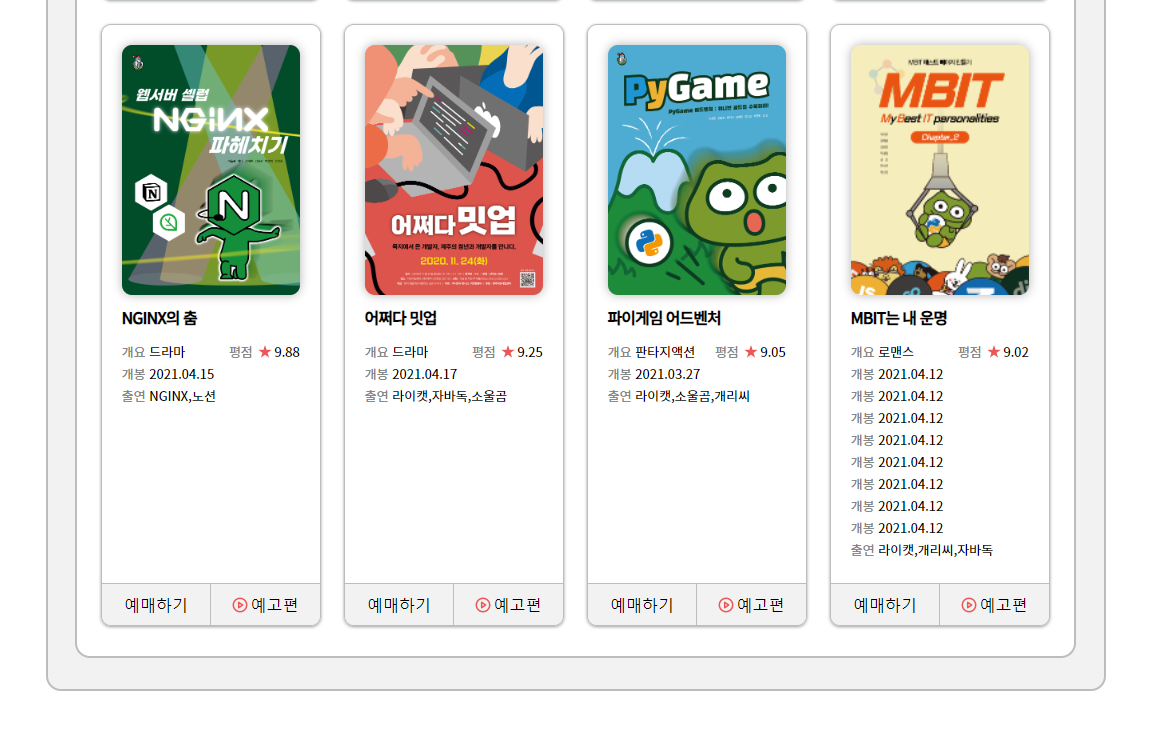 웹서버 셀럽
NGINX
파헤치기
N
N
NGINX의 춤
개요 드라마 평점 ★ 9.88
개봉 2021.04.15
출연 NGINX,노션
예매하기 예고편
어쩌다 밋업
2020. 11. 24(화)
어쩌다 밋업
개요 드라마 평점 ★ 9.25
개봉 2021.04.17
출연 라이캣,자바독,소울곰
예매하기 예고편
PyGame
파이게임 어드벤처
개요 판타지액션 평점 ★ 9.05
개봉 2021.03.27
출연 라이캣,소울곰,개리씨
예매하기 예고편
MBIT
My Best IT personalities
Chapter_2
JS
MBIT는 내 운명
개요 로맨스 평점 ★ 9.02
개봉 2021.04.12
개봉 2021.04.12
개봉 2021.04.12
개봉 2021.04.12
개봉 2021.04.12
개봉 2021.04.12
개봉 2021.04.12
개봉 2021.04.12
출연 라이캣,개리씨,자바독
예매하기 예고편